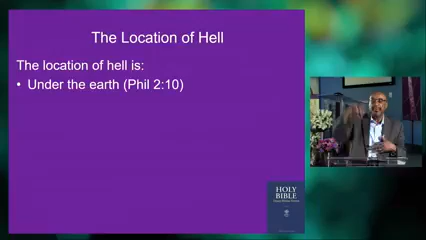 The Location of Hell
The location of hell is:
• Under the earth (Phil 2:10)
HOLY
BIBLE